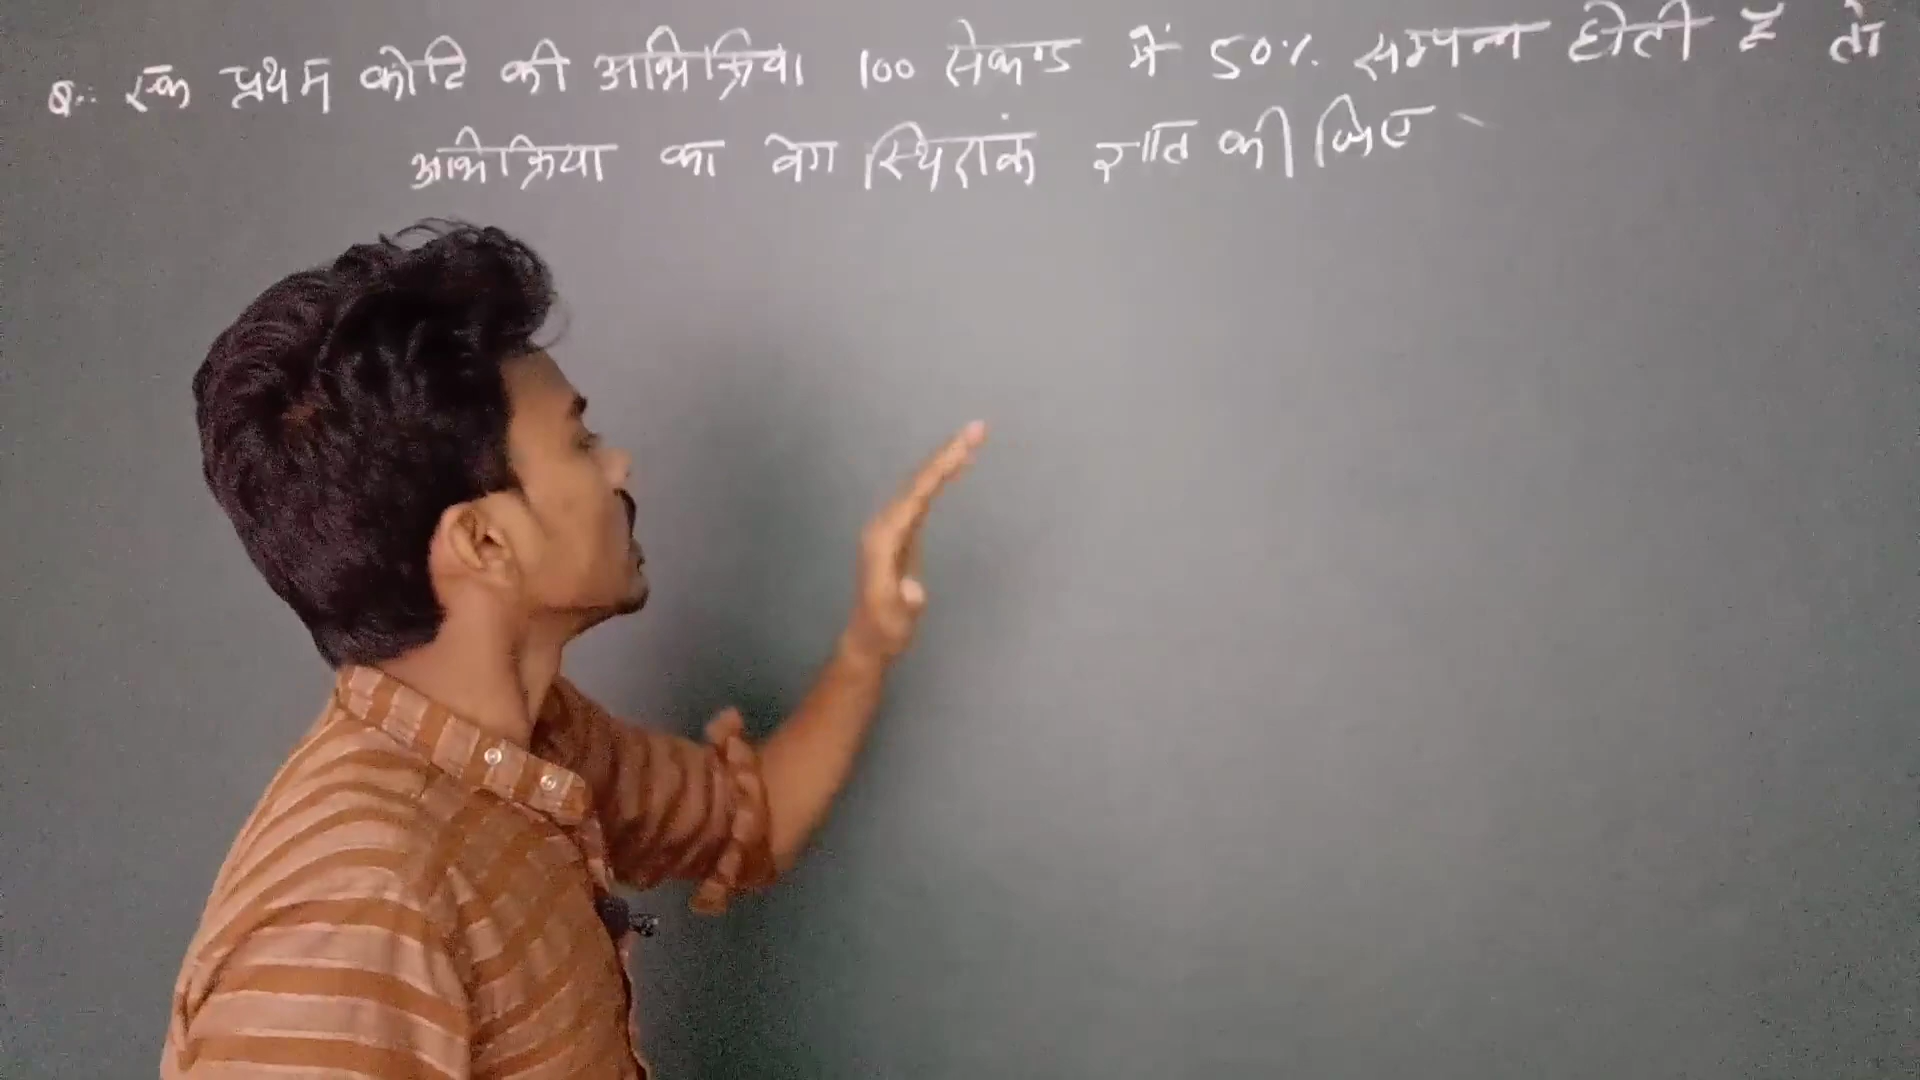 Q.: एक प्रथम कोटि की अभिक्रिया 100 सेकण्ड में 50% सम्पन्न होती है तो
अभिक्रिया का वेग स्थिरांक ज्ञात कीजिए